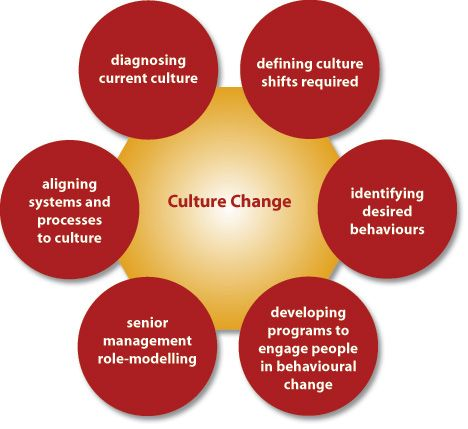 diagnosing
current culture
defining culture
shifts required
identifying
desired
behaviours
developing
programs to
engage people
in behavioural
change
senior
management
role-modelling
aligning
systems and
processes
to culture
Culture Change